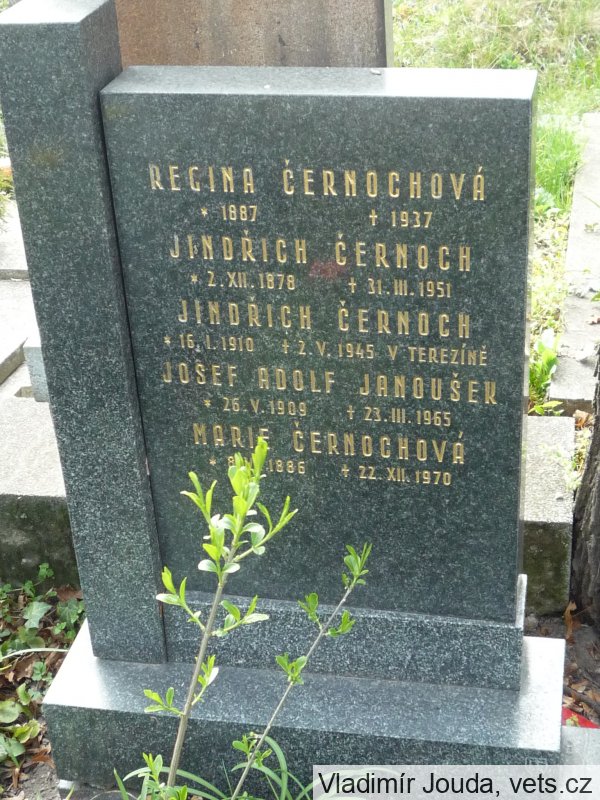 REGINA ČERNOCHOVÁ
* 1887 + 1937
JINDŘICH ČERNOCH
* 2. XII. 1878 + 31. III. 1951
JINDŘICH ČERNOCH
* 16. I. 1910 + 2. V. 1945 V TEREZÍNĚ
JOSEF ADOLF JANOUŠEK
* 26. V. 1909 + 23. III. 1965
MARIE ČERNOCHOVÁ
* 1886 + 22. XII. 1970
Vladimír Jouda, vets.cz